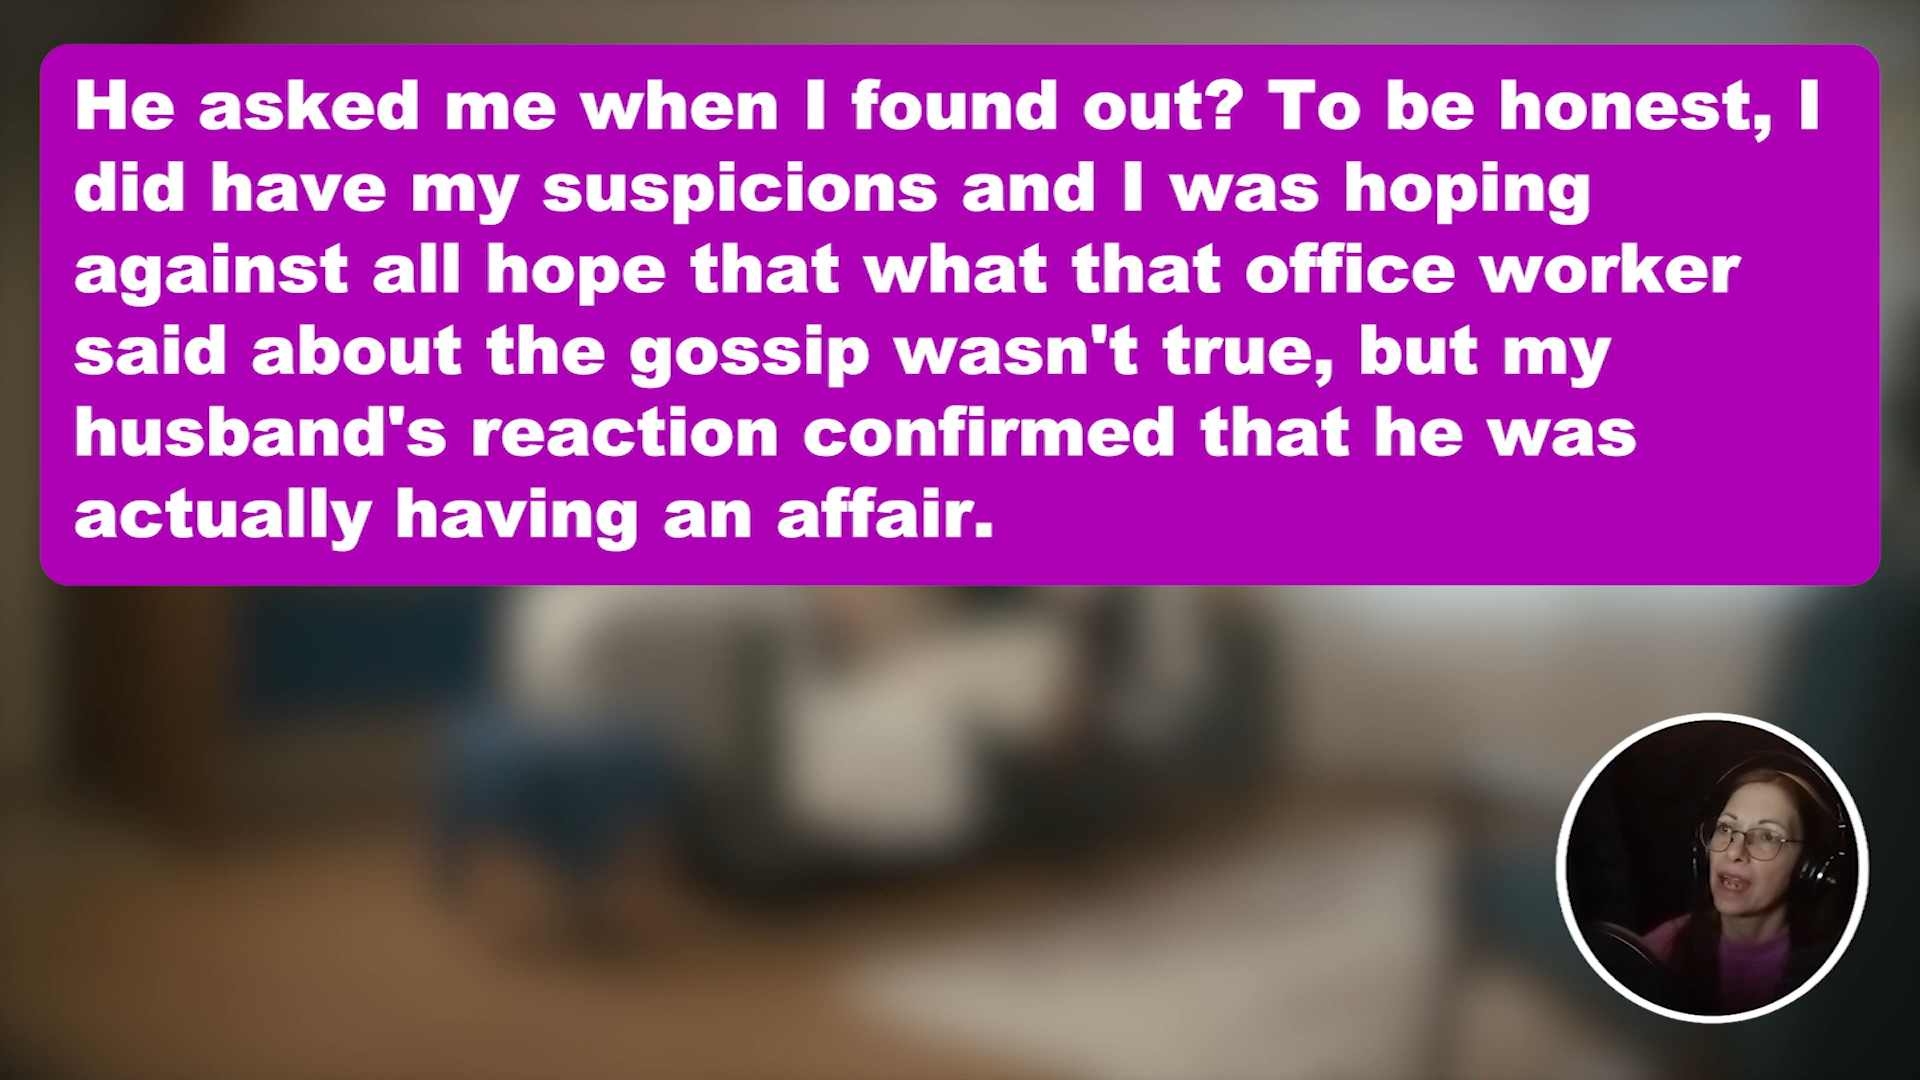 He asked me when I found out? To be honest, I
did have my suspicions and I was hoping
against all hope that what that office worker
said about the gossip wasn't true, but my
husband's reaction confirmed that he was
actually having an affair.